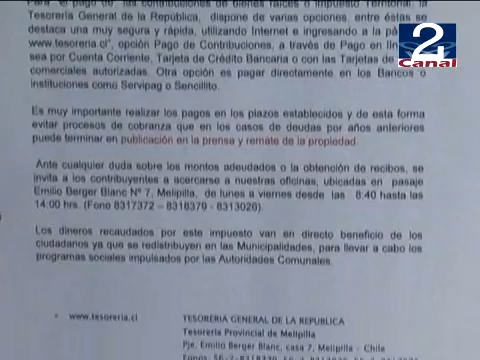 Para el pago de las contribuciones de bienes raíces o Impuesto Territorial, la
Tesorería General de la República, dispone de varias opciones, entre éstas se
destaca una muy segura y rápida, utilizando Internet e ingresando a la
www.tesoreria.cl", opción Pago de Contribuciones, a través de Pago en
sea por Cuenta Corriente, Tarjeta de Crédito Bancaria o con las Tarjetas de
comerciales autorizadas. Otra opción es pagar directamente en los Bancos o
instituciones como Servipag o Sencillito.
Es muy importante realizar los pagos en los plazos establecidos y de esta forma
evitar procesos de cobranza que en los casos de deudas por años anteriores
puede terminar en publicación en la prensa y remate de la propiedad.
Ante cualquier duda sobre los montos adeudados o la obtención de recibos, se
invita a los contribuyentes a acercarse a nuestras oficinas, ubicadas en pasaje
Emilio Berger Blanc Nº 7, Melipilla, de lunes a viernes desde las 8:40 hasta las
14:00 hrs. (Fono 8317372 – 8318379 - 8313026).
Los dineros recaudados por este impuesto van en directo beneficio de los
ciudadanos ya que se redistribuyen en las Municipalidades, para llevar a cabo los
programas sociales impulsados por las Autoridades Comunales.
www.tesoreria.cl
TESORERIA GENERAL DE LA REPUBLICA
Tesorería Provincial de Melipilla
Pje. Emilio Berger Blanc, casa 7, Melipilla – Chile
2
Canal